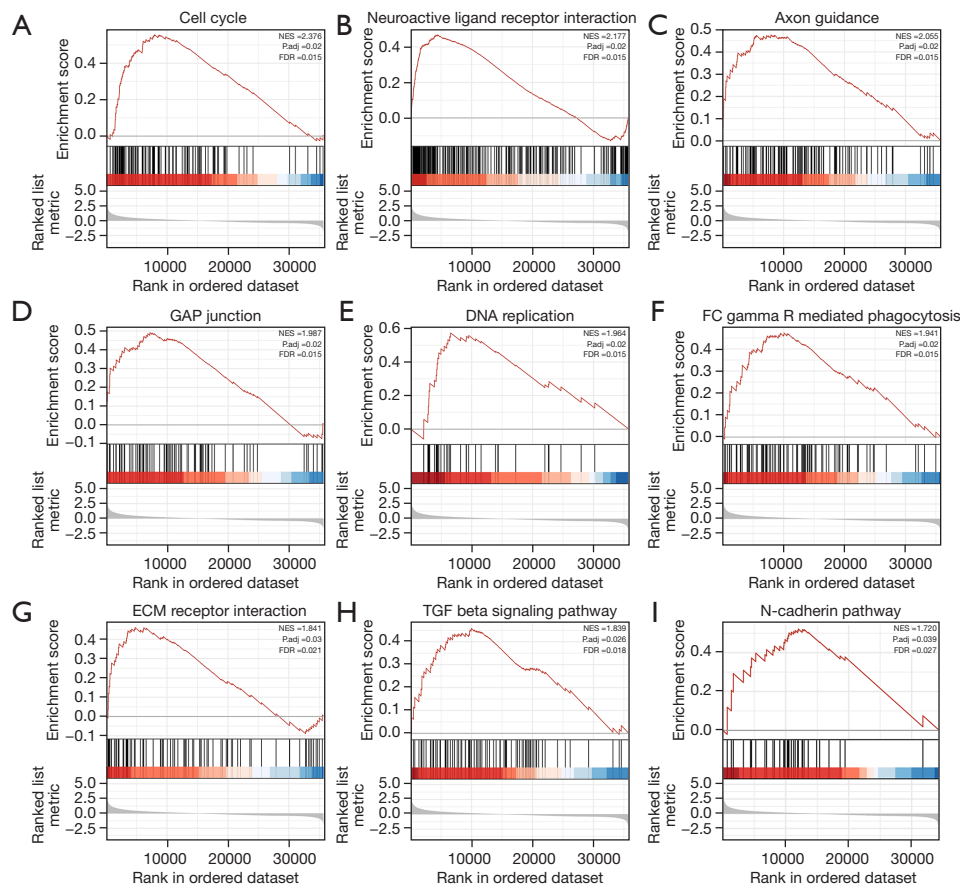 A Cell cycle
NES =2.376
P.adj =0.02
FDR =0.015
Enrichment score
0.4
0.2
0.0
Ranked list metric
5.0
2.5
0.0
−2.5
10000 20000 30000
Rank in ordered dataset
B Neuroactive ligand receptor interaction
NES =2.177
P.adj =0.02
FDR =0.015
Enrichment score
0.4
0.2
0.0
Ranked list metric
5.0
2.5
0.0
−2.5
10000 20000 30000
Rank in ordered dataset
C Axon guidance
NES =2.055
P.adj =0.02
FDR =0.015
Enrichment score
0.5
0.4
0.3
0.2
0.1
0.0
Ranked list metric
5.0
2.5
0.0
−2.5
10000 20000 30000
Rank in ordered dataset
D GAP junction
NES =1.987
P.adj =0.02
FDR =0.015
Enrichment score
0.5
0.4
0.3
0.2
0.1
0.0
−0.1
Ranked list metric
5.0
2.5
0.0
−2.5
10000 20000 30000
Rank in ordered dataset
E DNA replication
NES =1.964
P.adj =0.02
FDR =0.015
Enrichment score
0.6
0.4
0.2
0.0
Ranked list metric
5.0
2.5
0.0
−2.5
10000 20000 30000
Rank in ordered dataset
F FC gamma R mediated phagocytosis
NES =1.941
P.adj =0.02
FDR =0.015
Enrichment score
0.4
0.3
0.2
0.1
0.0
Ranked list metric
5.0
2.5
0.0
−2.5
10000 20000 30000
Rank in ordered dataset
G ECM receptor interaction
NES =1.841
P.adj =0.03
FDR =0.021
Enrichment score
0.4
0.3
0.2
0.1
0.0
−0.1
Ranked list metric
5.0
2.5
0.0
−2.5
10000 20000 30000
Rank in ordered dataset
H TGF beta signaling pathway
NES =1.839
P.adj =0.026
FDR =0.018
Enrichment score
0.4
0.3
0.2
0.1
0.0
Ranked list metric
5.0
2.5
0.0
−2.5
10000 20000 30000
Rank in ordered dataset
I N-cadherin pathway
NES =1.720
P.adj =0.039
FDR =0.027
Enrichment score
0.4
0.2
0.0
Ranked list metric
5.0
2.5
0.0
−2.5
10000 20000 30000
Rank in ordered dataset